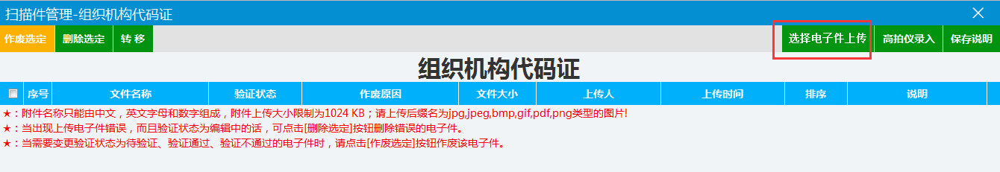 扫描件管理-组织机构代码证
作废选定 删除选定 转 移 选择电子件上传 高拍仪录入 保存说明
组织机构代码证
序号 文件名称 验证状态 作废原因 文件大小 上传人 上传时间 排序 说明
★：附件名称只能由中文，英文字母和数字组成，附件上传大小限制为1024 KB；请上传后缀名为jpg,jpeg,bmp,gif,pdf,png类型的图片!
★：当出现上传电子件错误，而且验证状态为编辑中的话，可点击[删除选定]按钮删除错误的电子件。
★：当需要变更验证状态为待验证、验证通过、验证不通过的电子件时，请点击[作废选定]按钮作废该电子件。